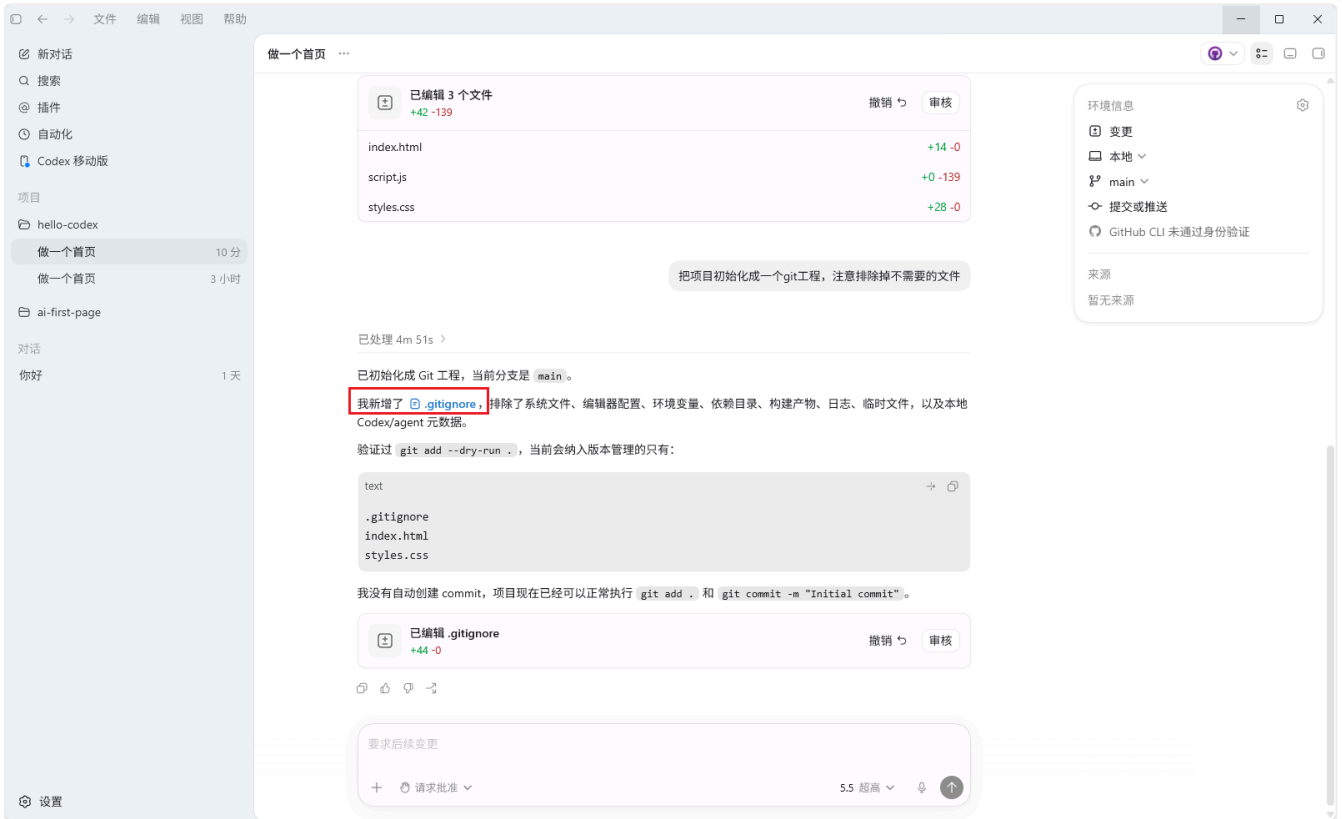 文件 编辑 视图 帮助
新对话
搜索
插件
自动化
Codex 移动版
项目
hello-codex
做一个首页 10 分
做一个首页 3 小时
ai-first-page
对话
你好 1 天
设置
做一个首页 ···
已编辑 3 个文件
+42 -139
撤销 审核
index.html +14 -0
script.js +0 -139
styles.css +28 -0
把项目初始化成一个git工程，注意排除掉不需要的文件
已处理 4m 51s
已初始化成 Git 工程，当前分支是 main 。
我新增了 .gitignore，排除了系统文件、编辑器配置、环境变量、依赖目录、构建产物、日志、临时文件，以及本地
Codex/agent 元数据。
验证过 git add --dry-run . ，当前会纳入版本管理的只有：
text
.gitignore
index.html
styles.css
我没有自动创建 commit，项目现在已经可以正常执行 git add . 和 git commit -m "Initial commit" 。
已编辑 .gitignore
+44 -0
撤销 审核
要求后续变更
请求批准
5.5 超高
环境信息
变更
本地
main
提交或推送
GitHub CLI 未通过身份验证
来源
暂无来源